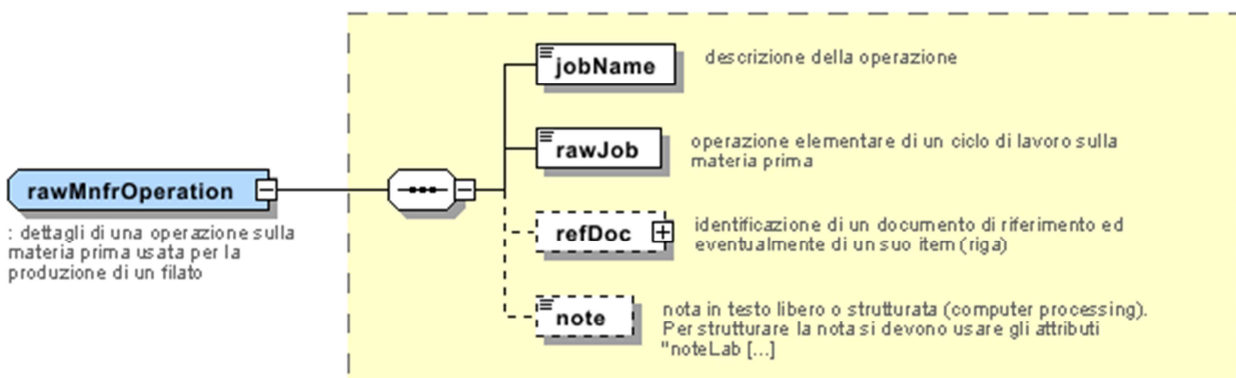 jobName
descrizione della operazione
rawJob
operazione elementare di un ciclo di lavoro sulla
materia prima
rawMnfrOperation
: dettagli di una operazione sulla
materia prima usata per la
produzione di un filato
refDoc
identificazione di un documento di riferimento ed
eventualmente di un suo item (riga)
note
nota in testo libero o strutturata (computer processing).
Per strutturare la nota si devono usare gli attributi
"noteLab [...]